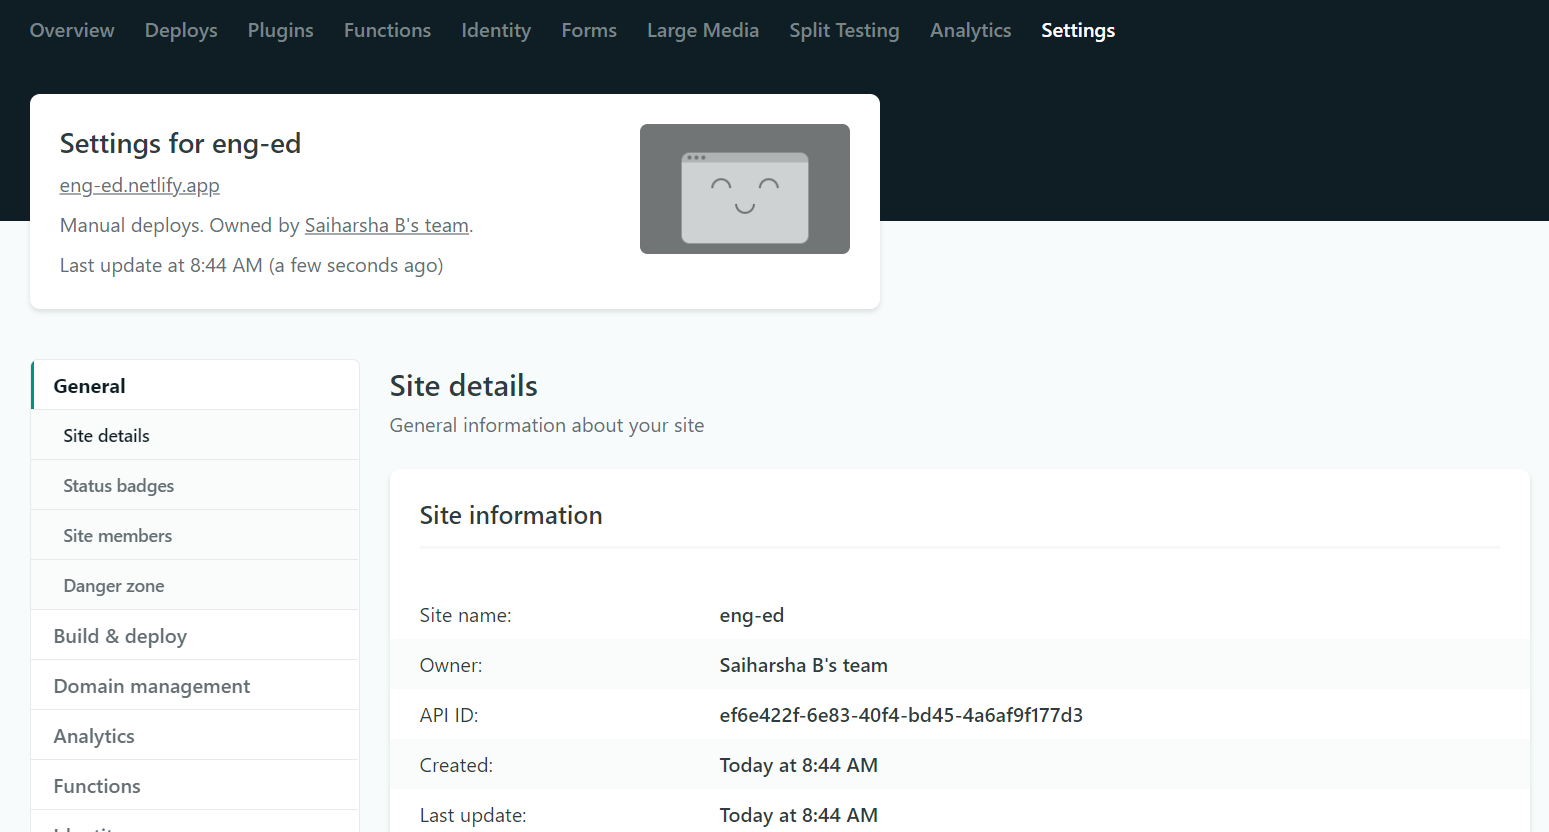 Overview Deploys Plugins Functions Identity Forms Large Media Split Testing Analytics Settings
Settings for eng-ed
eng-ed.netlify.app
Manual deploys. Owned by Saiharsha B's team.
Last update at 8:44 AM (a few seconds ago)
General
Site details
Status badges
Site members
Danger zone
Build & deploy
Domain management
Analytics
Functions
Site details
General information about your site
Site information
Site name: eng-ed
Owner: Saiharsha B's team
API ID: ef6e422f-6e83-40f4-bd45-4a6af9f177d3
Created: Today at 8:44 AM
Last update: Today at 8:44 AM